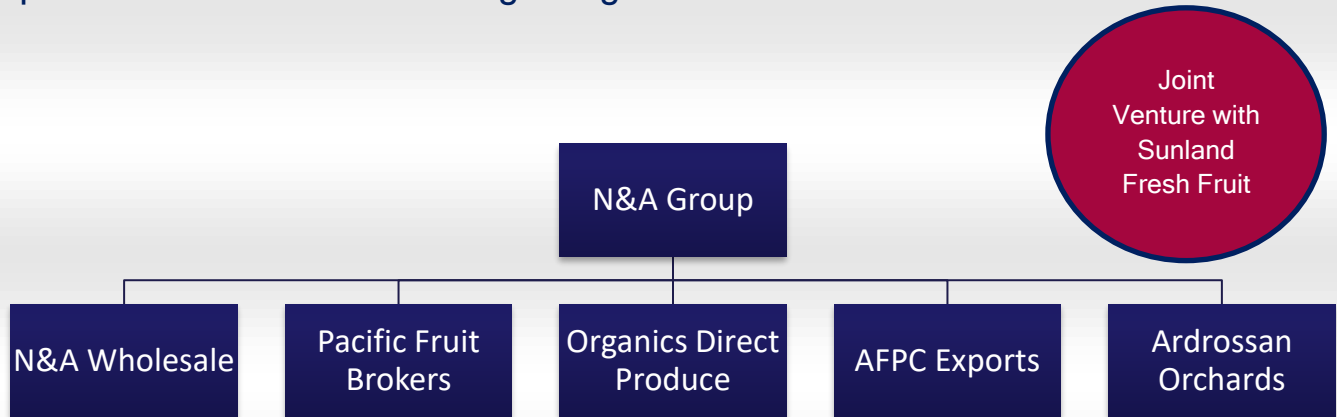 Joint
Venture with
Sunland
Fresh Fruit
N&A Group
N&A Wholesale
Pacific Fruit
Brokers
Organics Direct
Produce
AFPC Exports
Ardrossan
Orchards